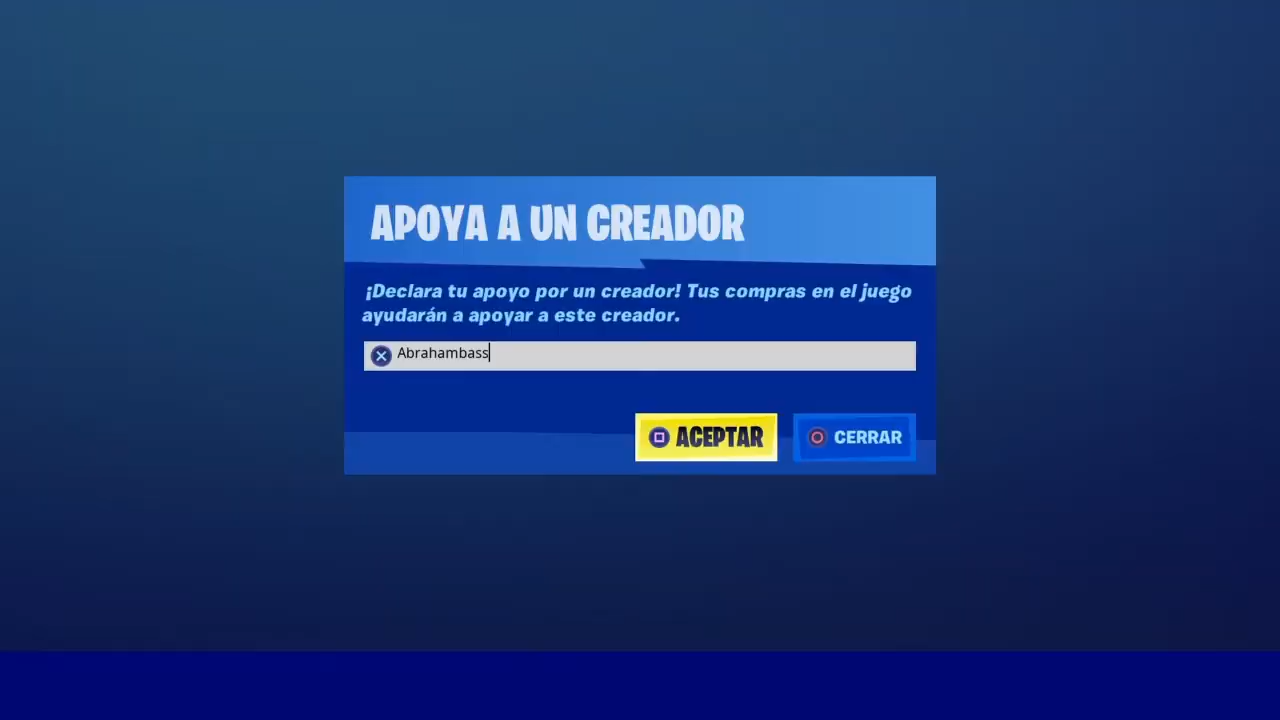 APOYA A UN CREADOR
¡Declara tu apoyo por un creador! Tus compras en el juego
ayudarán a apoyar a este creador.
Abrahambass
ACEPTAR
CERRAR